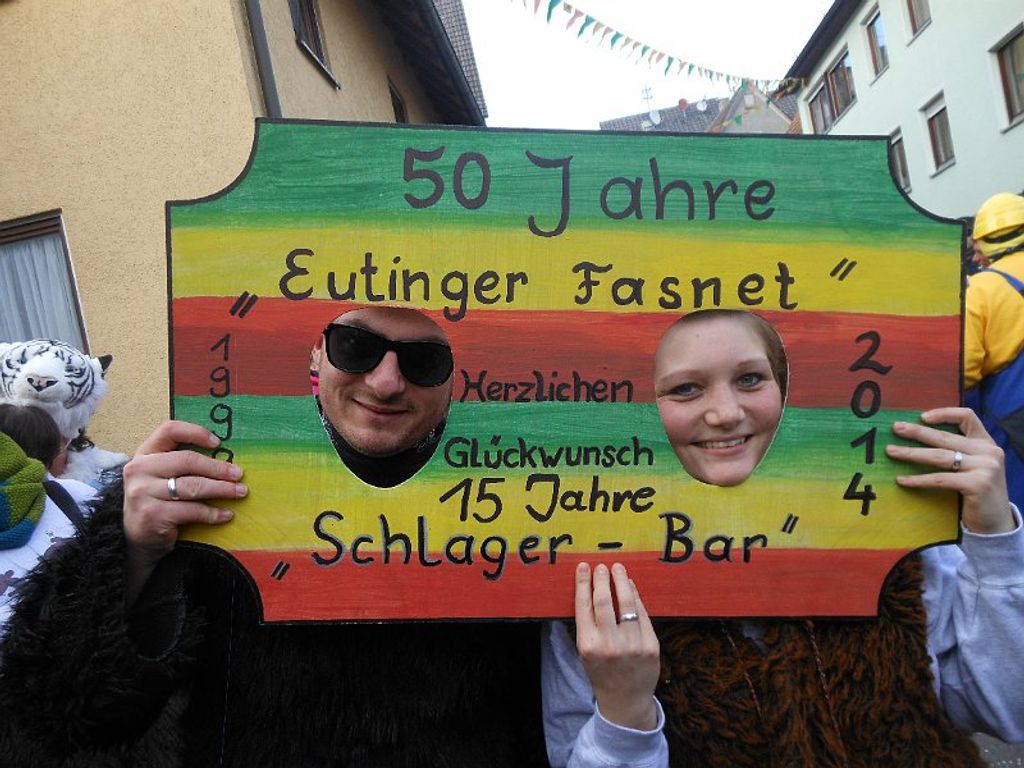 50 Jahre
"Eutinger Fasnet"
1999
2014
Herzlichen
Glückwunsch
15 Jahre
"Schlager - Bar"